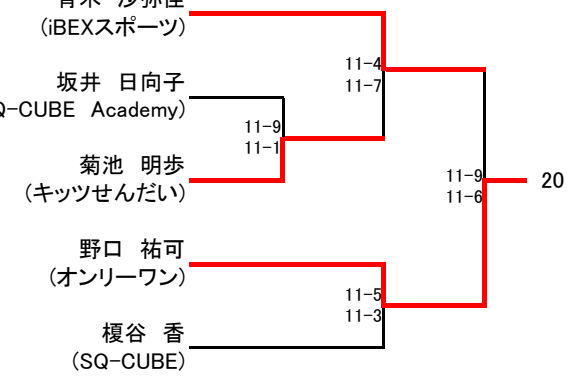 (iBEXスポーツ)
11-4
11-7
坂井 日向子
Q-CUBE Academy)
11-9
11-1
菊池 明歩
(キッツせんだい)
11-9
11-6
20
野口 祐可
(オンリーワン)
11-5
11-3
榎谷 香
(SQ-CUBE)